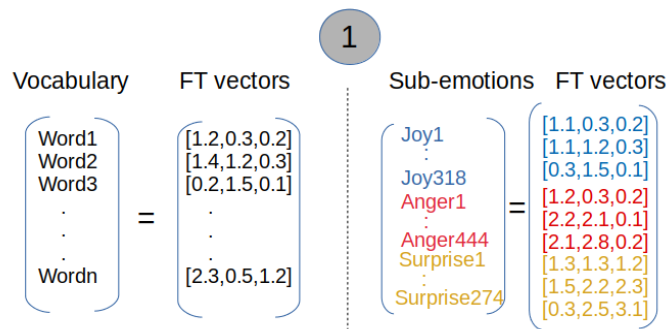 1
Vocabulary
FT vectors
Word1
Word2
Word3
.
.
.
Wordn
=
[1.2,0.3,0.2]
[1.4,1.2,0.3]
[0.2,1.5,0.1]
.
.
.
[2.3,0.5,1.2]
Sub-emotions
FT vectors
Joy1
:
Joy318
Anger1
:
Anger444
Surprise1
:
Surprise274
=
[1.1,0.3,0.2]
[1.1,1.2,0.3]
[0.3,1.5,0.1]
[1.2,0.3,0.2]
[2.2,2.1,0.1]
[2.1,2.8,0.2]
[1.3,1.3,1.2]
[1.5,2.2,2.3]
[0.3,2.5,3.1]